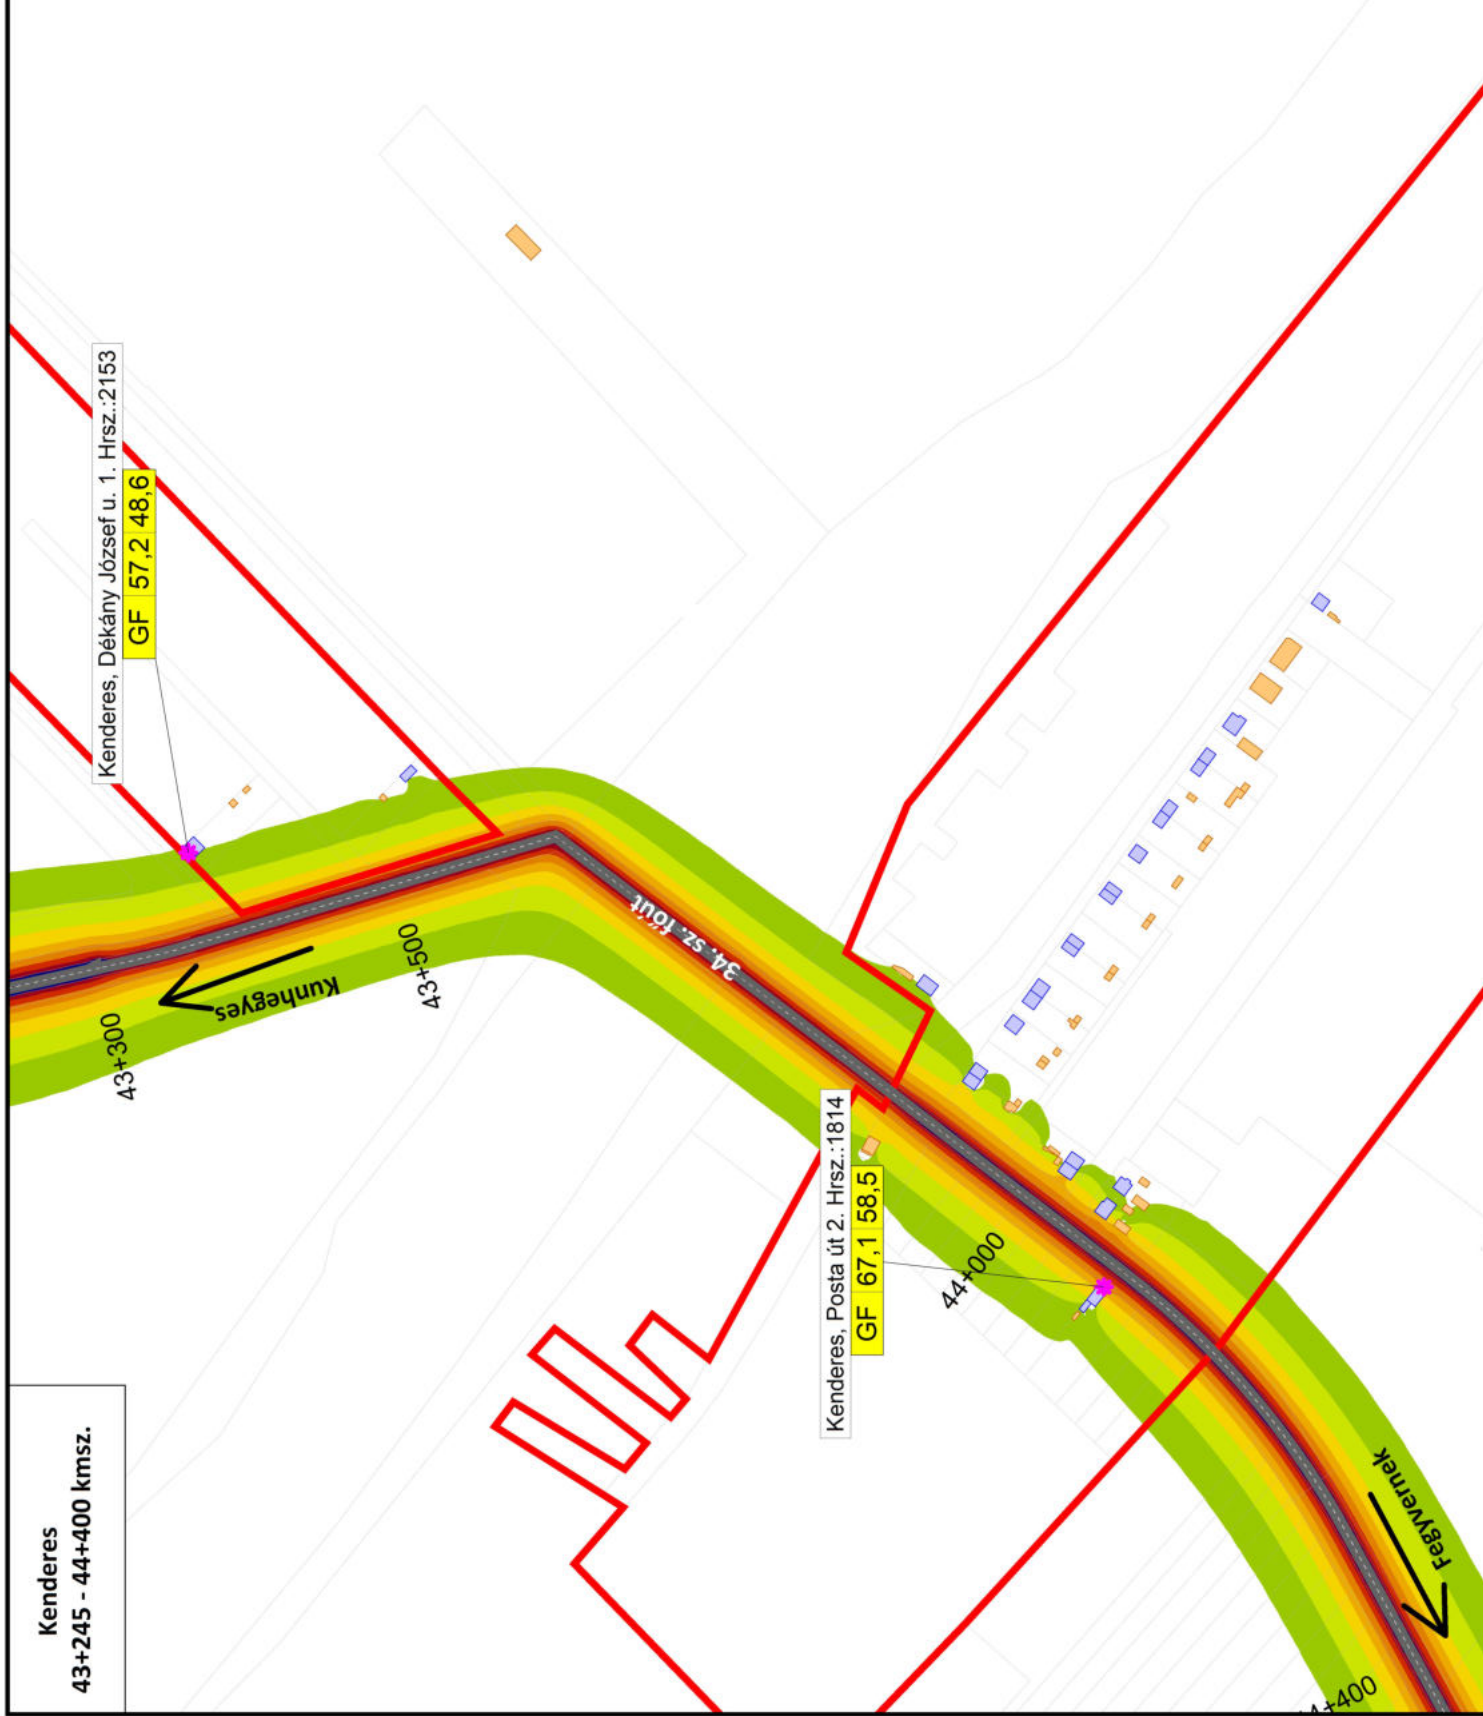 Kenderes
43+245 - 44+400 kmsz.
Kenderes, Dékány József u. 1. Hrsz.:2153
GF 57,2 48,6
43+300
Kunhegyes
43+500
34. sz. főút
Kenderes, Posta út 2. Hrsz.:1814
GF 67,1 58,5
44+000
Fegyvernek
4+400